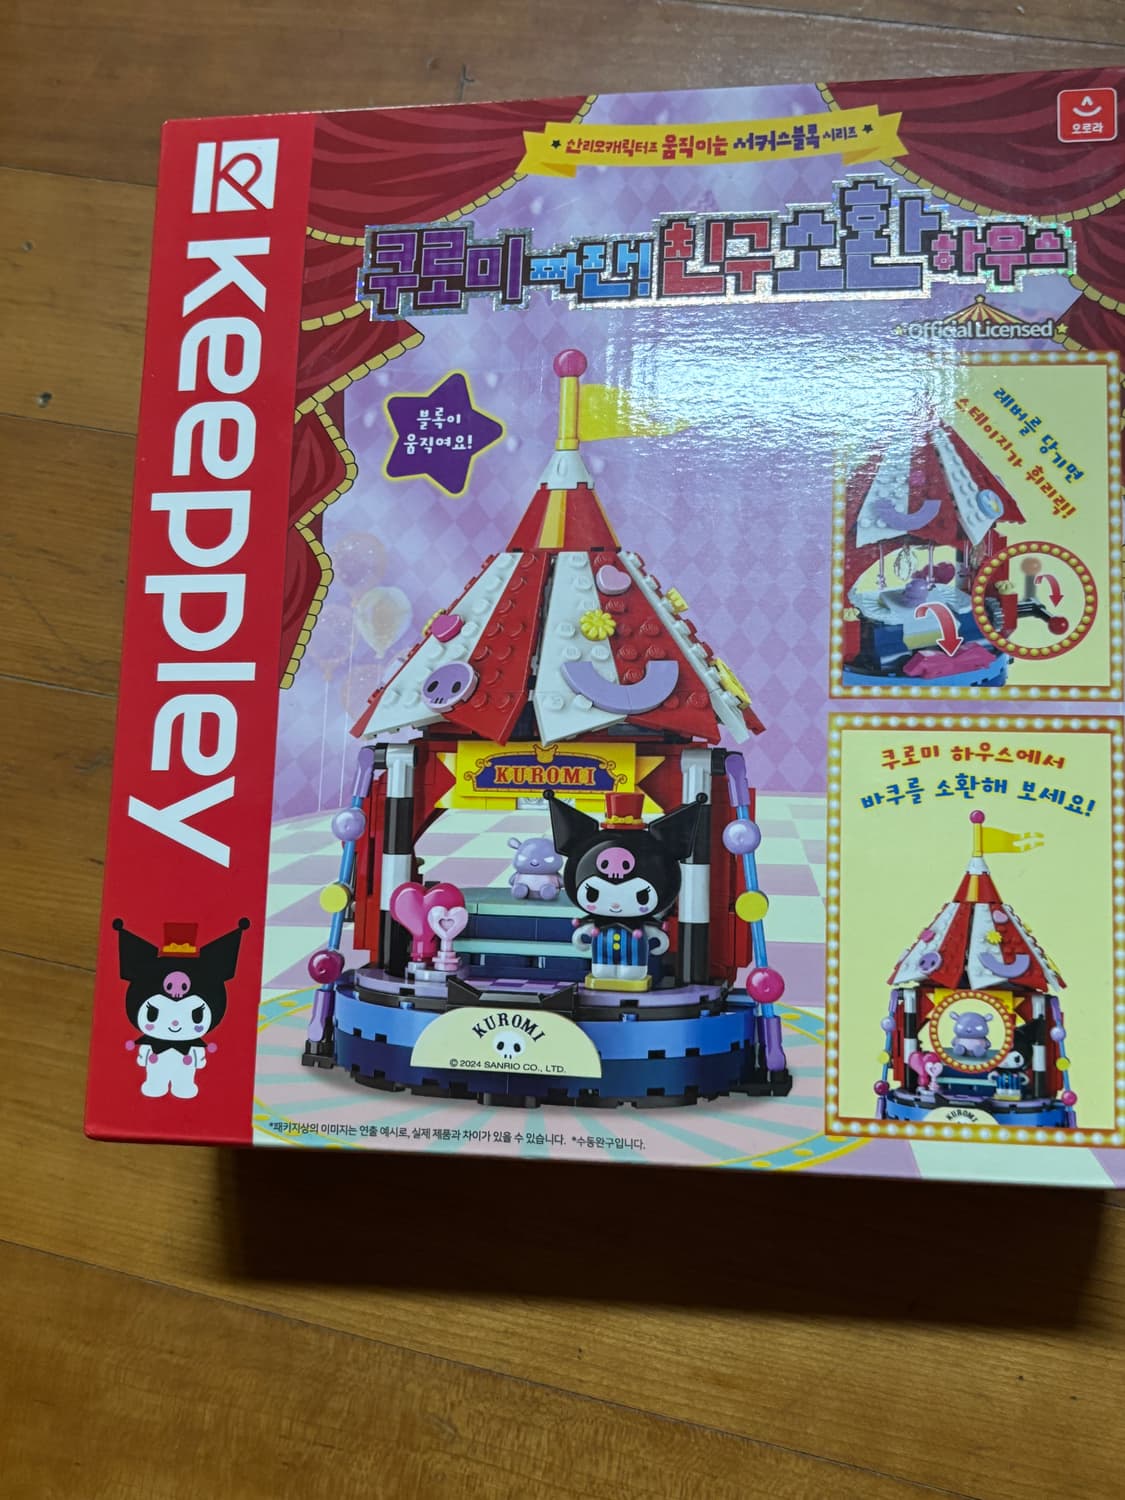 Keeppley
산리오캐릭터즈 움직이는 서커스블록 시리즈
오로라
쿠로미 짜잔! 친구소환하우스
Official Licensed
블록이
움직여요!
레버를 당기면
스테이지가 휘리릭!
KUROMI
쿠로미 하우스에서
바쿠를 소환해 보세요!
KUROMI
© 2024 SANRIO CO., LTD.
KUROMI
*패키지상의 이미지는 연출 예시로, 실제 제품과 차이가 있을 수 있습니다. *수동완구입니다.